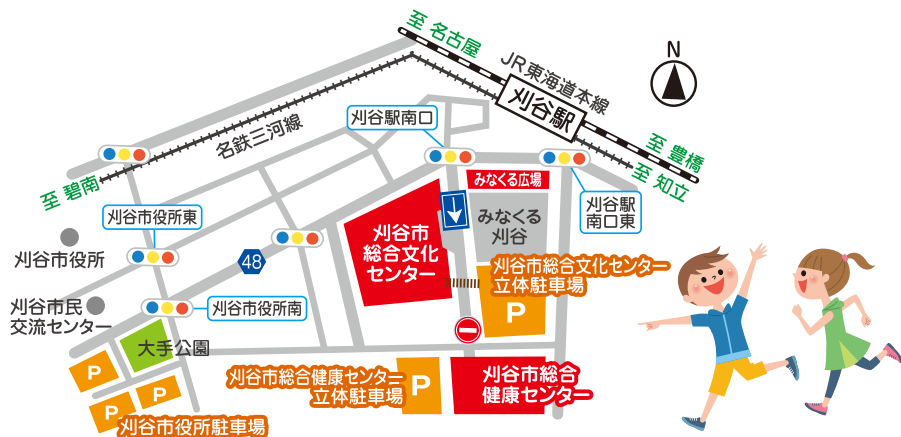 至 名古屋
JR東海道本線
N
刈谷駅
名鉄三河線
刈谷駅南口
至 豊橋
至 知立
至 碧南
みなくる広場
刈谷駅
南口東
刈谷市役所東
みなくる
刈谷
刈谷市
総合文化
センター
刈谷市役所
48
刈谷市総合文化センター
立体駐車場
P
刈谷市民
交流センター
刈谷市役所南
大手公園
P
P
P
刈谷市役所駐車場
刈谷市総合健康センター
立体駐車場
P
刈谷市総合
健康センター